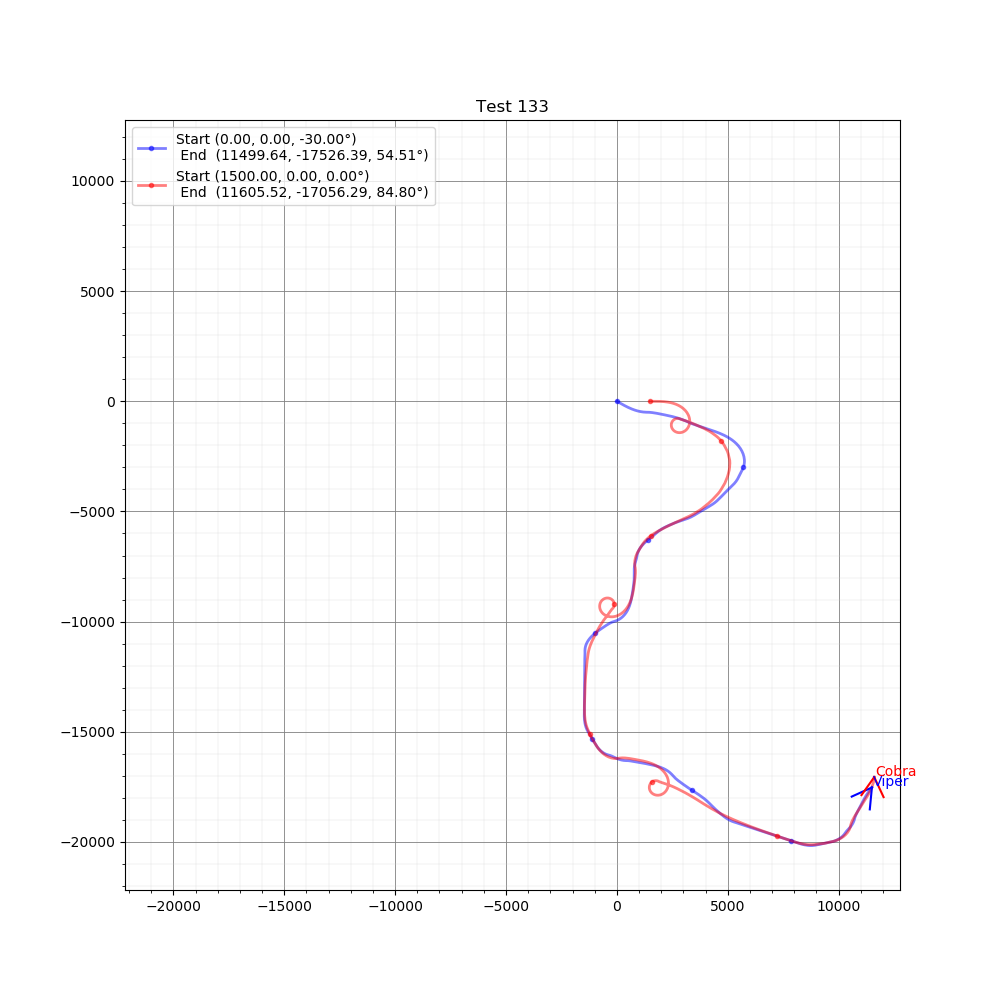 Test 133
Start (0.00, 0.00, -30.00°)
End (11499.64, -17526.39, 54.51°)
Start (1500.00, 0.00, 0.00°)
End (11605.52, -17056.29, 84.80°)
10000
5000
0
−5000
−10000
−15000
−20000
Cobra
Viper
−20000 −15000 −10000 −5000 0 5000 10000